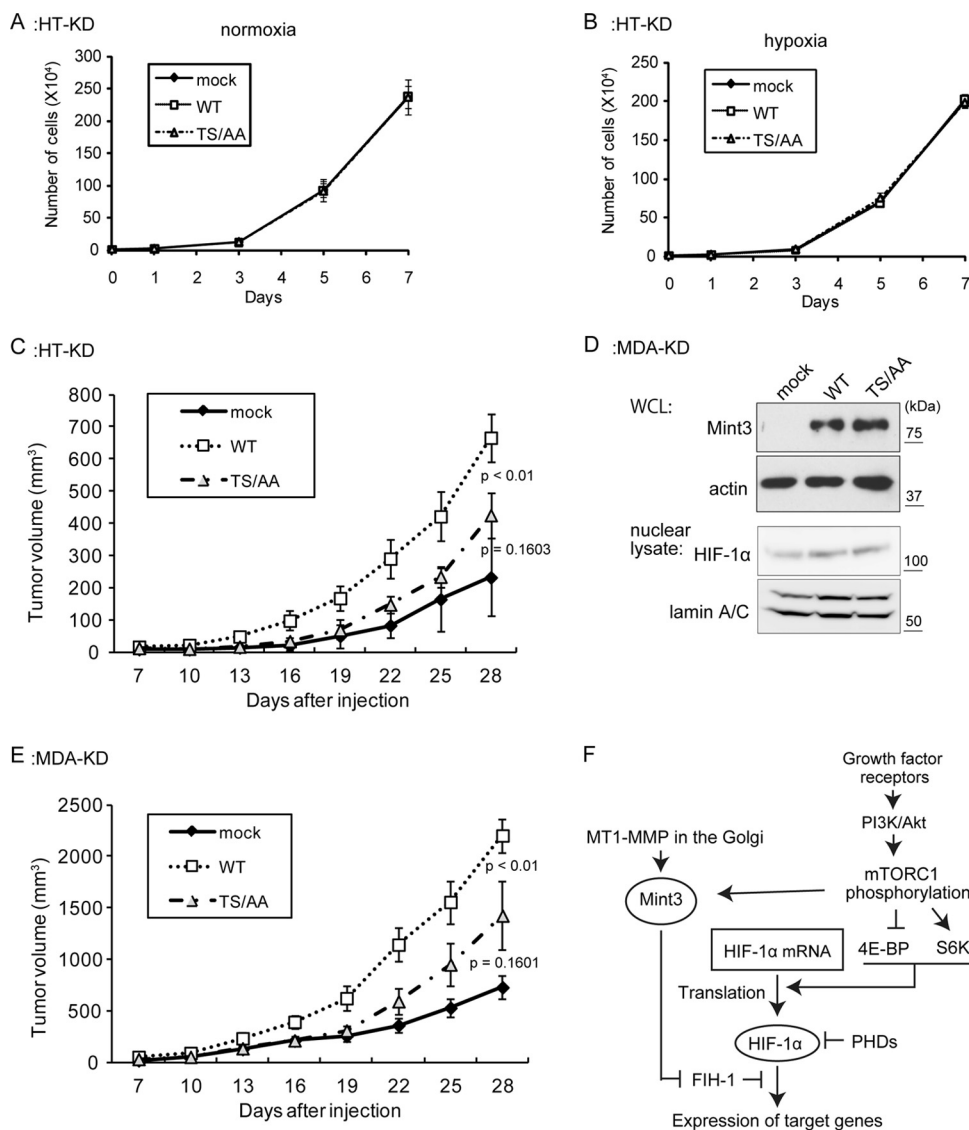 A :HT-KD
normoxia
Number of cells (X10⁴)
300
250
200
150
100
50
0
mock
WT
TS/AA
0 1 2 3 4 5 6 7
Days
B :HT-KD
hypoxia
Number of cells (X10⁴)
250
200
150
100
50
0
mock
WT
TS/AA
0 1 2 3 4 5 6 7
Days
C :HT-KD
Tumor volume (mm³)
800
700
600
500
400
300
200
100
0
mock
WT
TS/AA
p < 0.01
p = 0.1603
7 10 13 16 19 22 25 28
Days after injection
D :MDA-KD
mock WT TS/AA
WCL:
(kDa)
Mint3
75
actin
37
nuclear
lysate:
HIF-1α
100
lamin A/C
50
E :MDA-KD
Tumor volume (mm³)
2500
2000
1500
1000
500
0
mock
WT
TS/AA
p < 0.01
p = 0.1601
7 10 13 16 19 22 25 28
Days after injection
F
Growth factor
receptors
PI3K/Akt
MT1-MMP in the Golgi
mTORC1
phosphorylation
Mint3
4E-BP S6K
HIF-1α mRNA
Translation
HIF-1α
PHDs
FIH-1
Expression of target genes